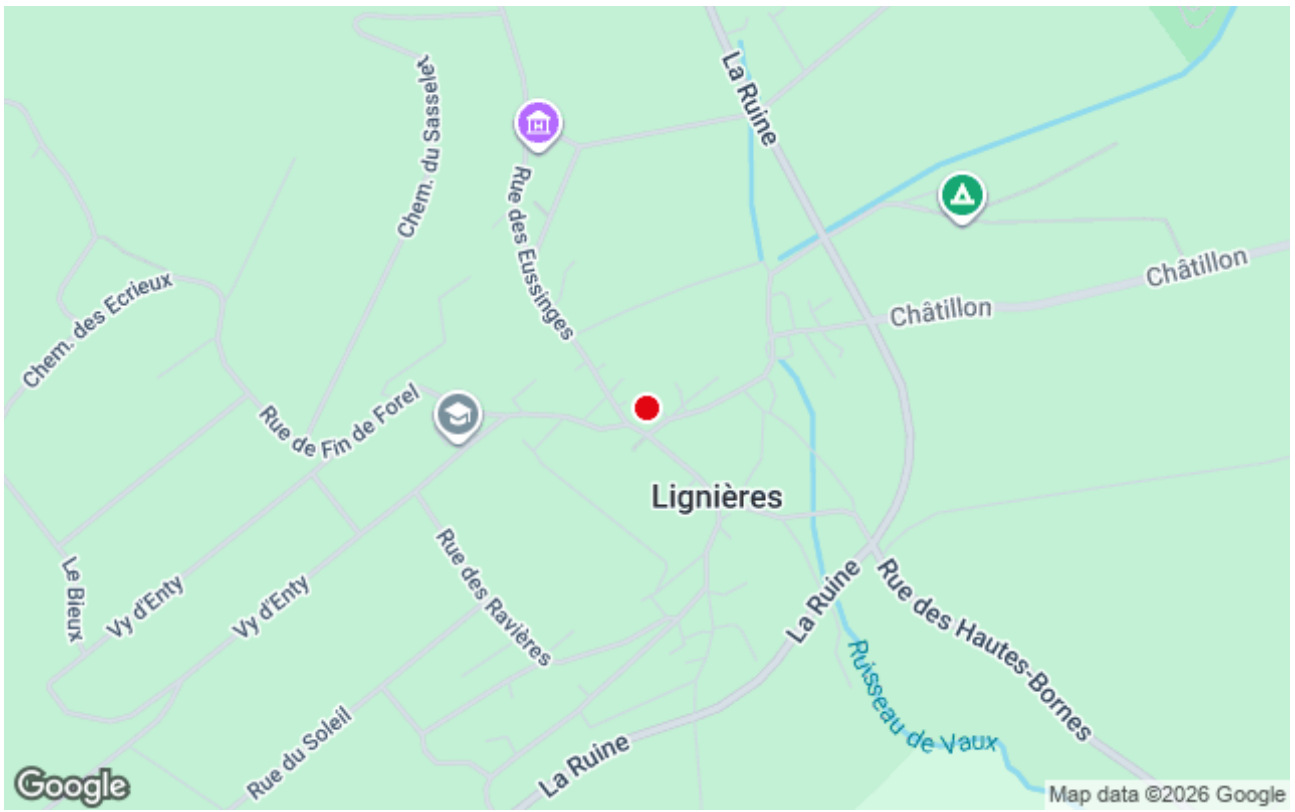 La Ruine
Chem. du Sasselet
H
Rue des Eussinges
Châtillon
Châtillon
Chem. des Ecrieux
Rue de Fin de Forel
Lignières
Le Bieux
Vy d'Enty
Vy d'Enty
Rue des Ravières
La Ruine
Rue des Hautes-Bornes
Ruisseau de Vaux
Rue du Soleil
La Ruine
Google
Map data ©2026 Google